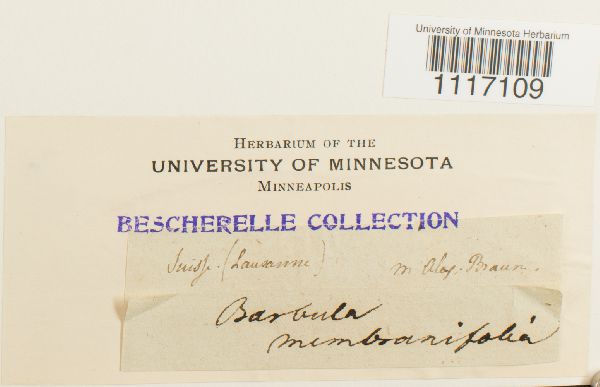 University of Minnesota Herbarium
1117109
HERBARIUM OF THE
UNIVERSITY OF MINNESOTA
MINNEAPOLIS
BESCHERELLE COLLECTION
Suisse (Lausanne) m Alex. Braun.
Barbula
membranifolia